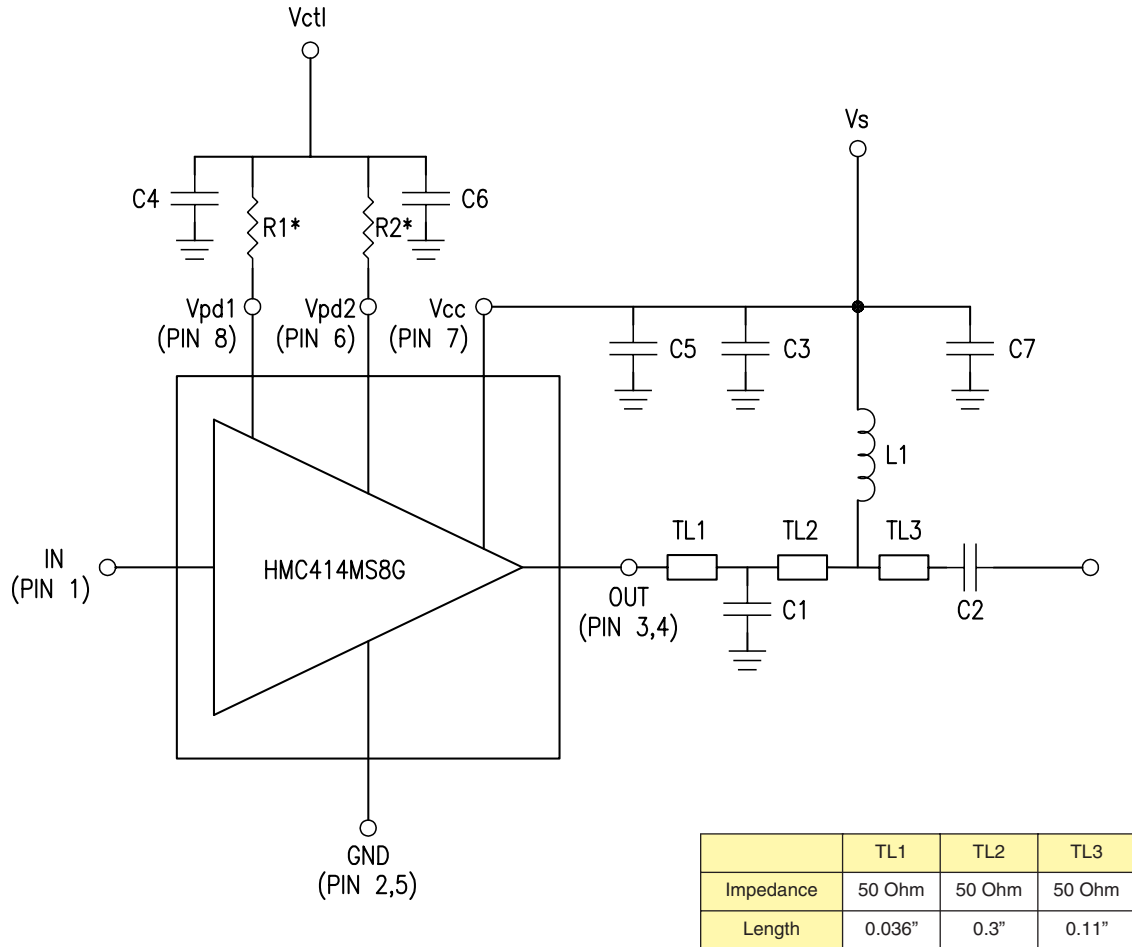 Vctl
Vs
C4
R1*
R2*
C6
Vpd1
(PIN 8)
Vpd2
(PIN 6)
Vcc
(PIN 7)
C5
C3
C7
L1
TL1
TL2
TL3
IN
(PIN 1)
HMC414MS8G
OUT
(PIN 3,4)
C1
C2
GND
(PIN 2,5)
TL1 TL2 TL3
Impedance 50 Ohm 50 Ohm 50 Ohm
Length 0.036” 0.3” 0.11”